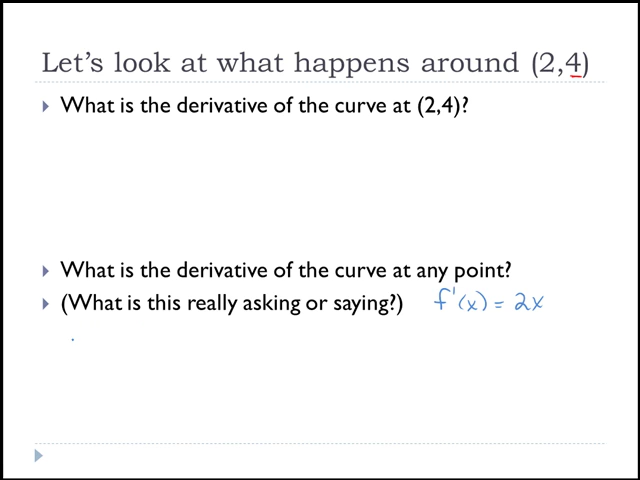 Let's look at what happens around (2,4)
What is the derivative of the curve at (2,4)?
What is the derivative of the curve at any point?
(What is this really asking or saying?) f'(x) = 2x